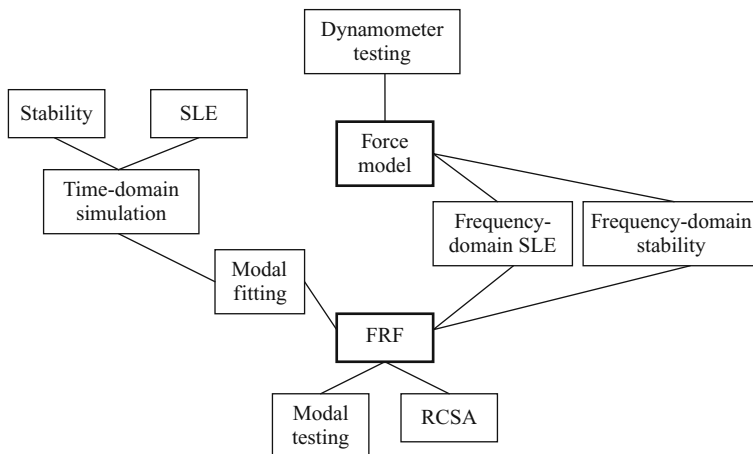 Dynamometer
testing
Stability
SLE
Force
model
Time-domain
simulation
Frequency-
domain SLE
Frequency-domain
stability
Modal
fitting
FRF
Modal
testing
RCSA